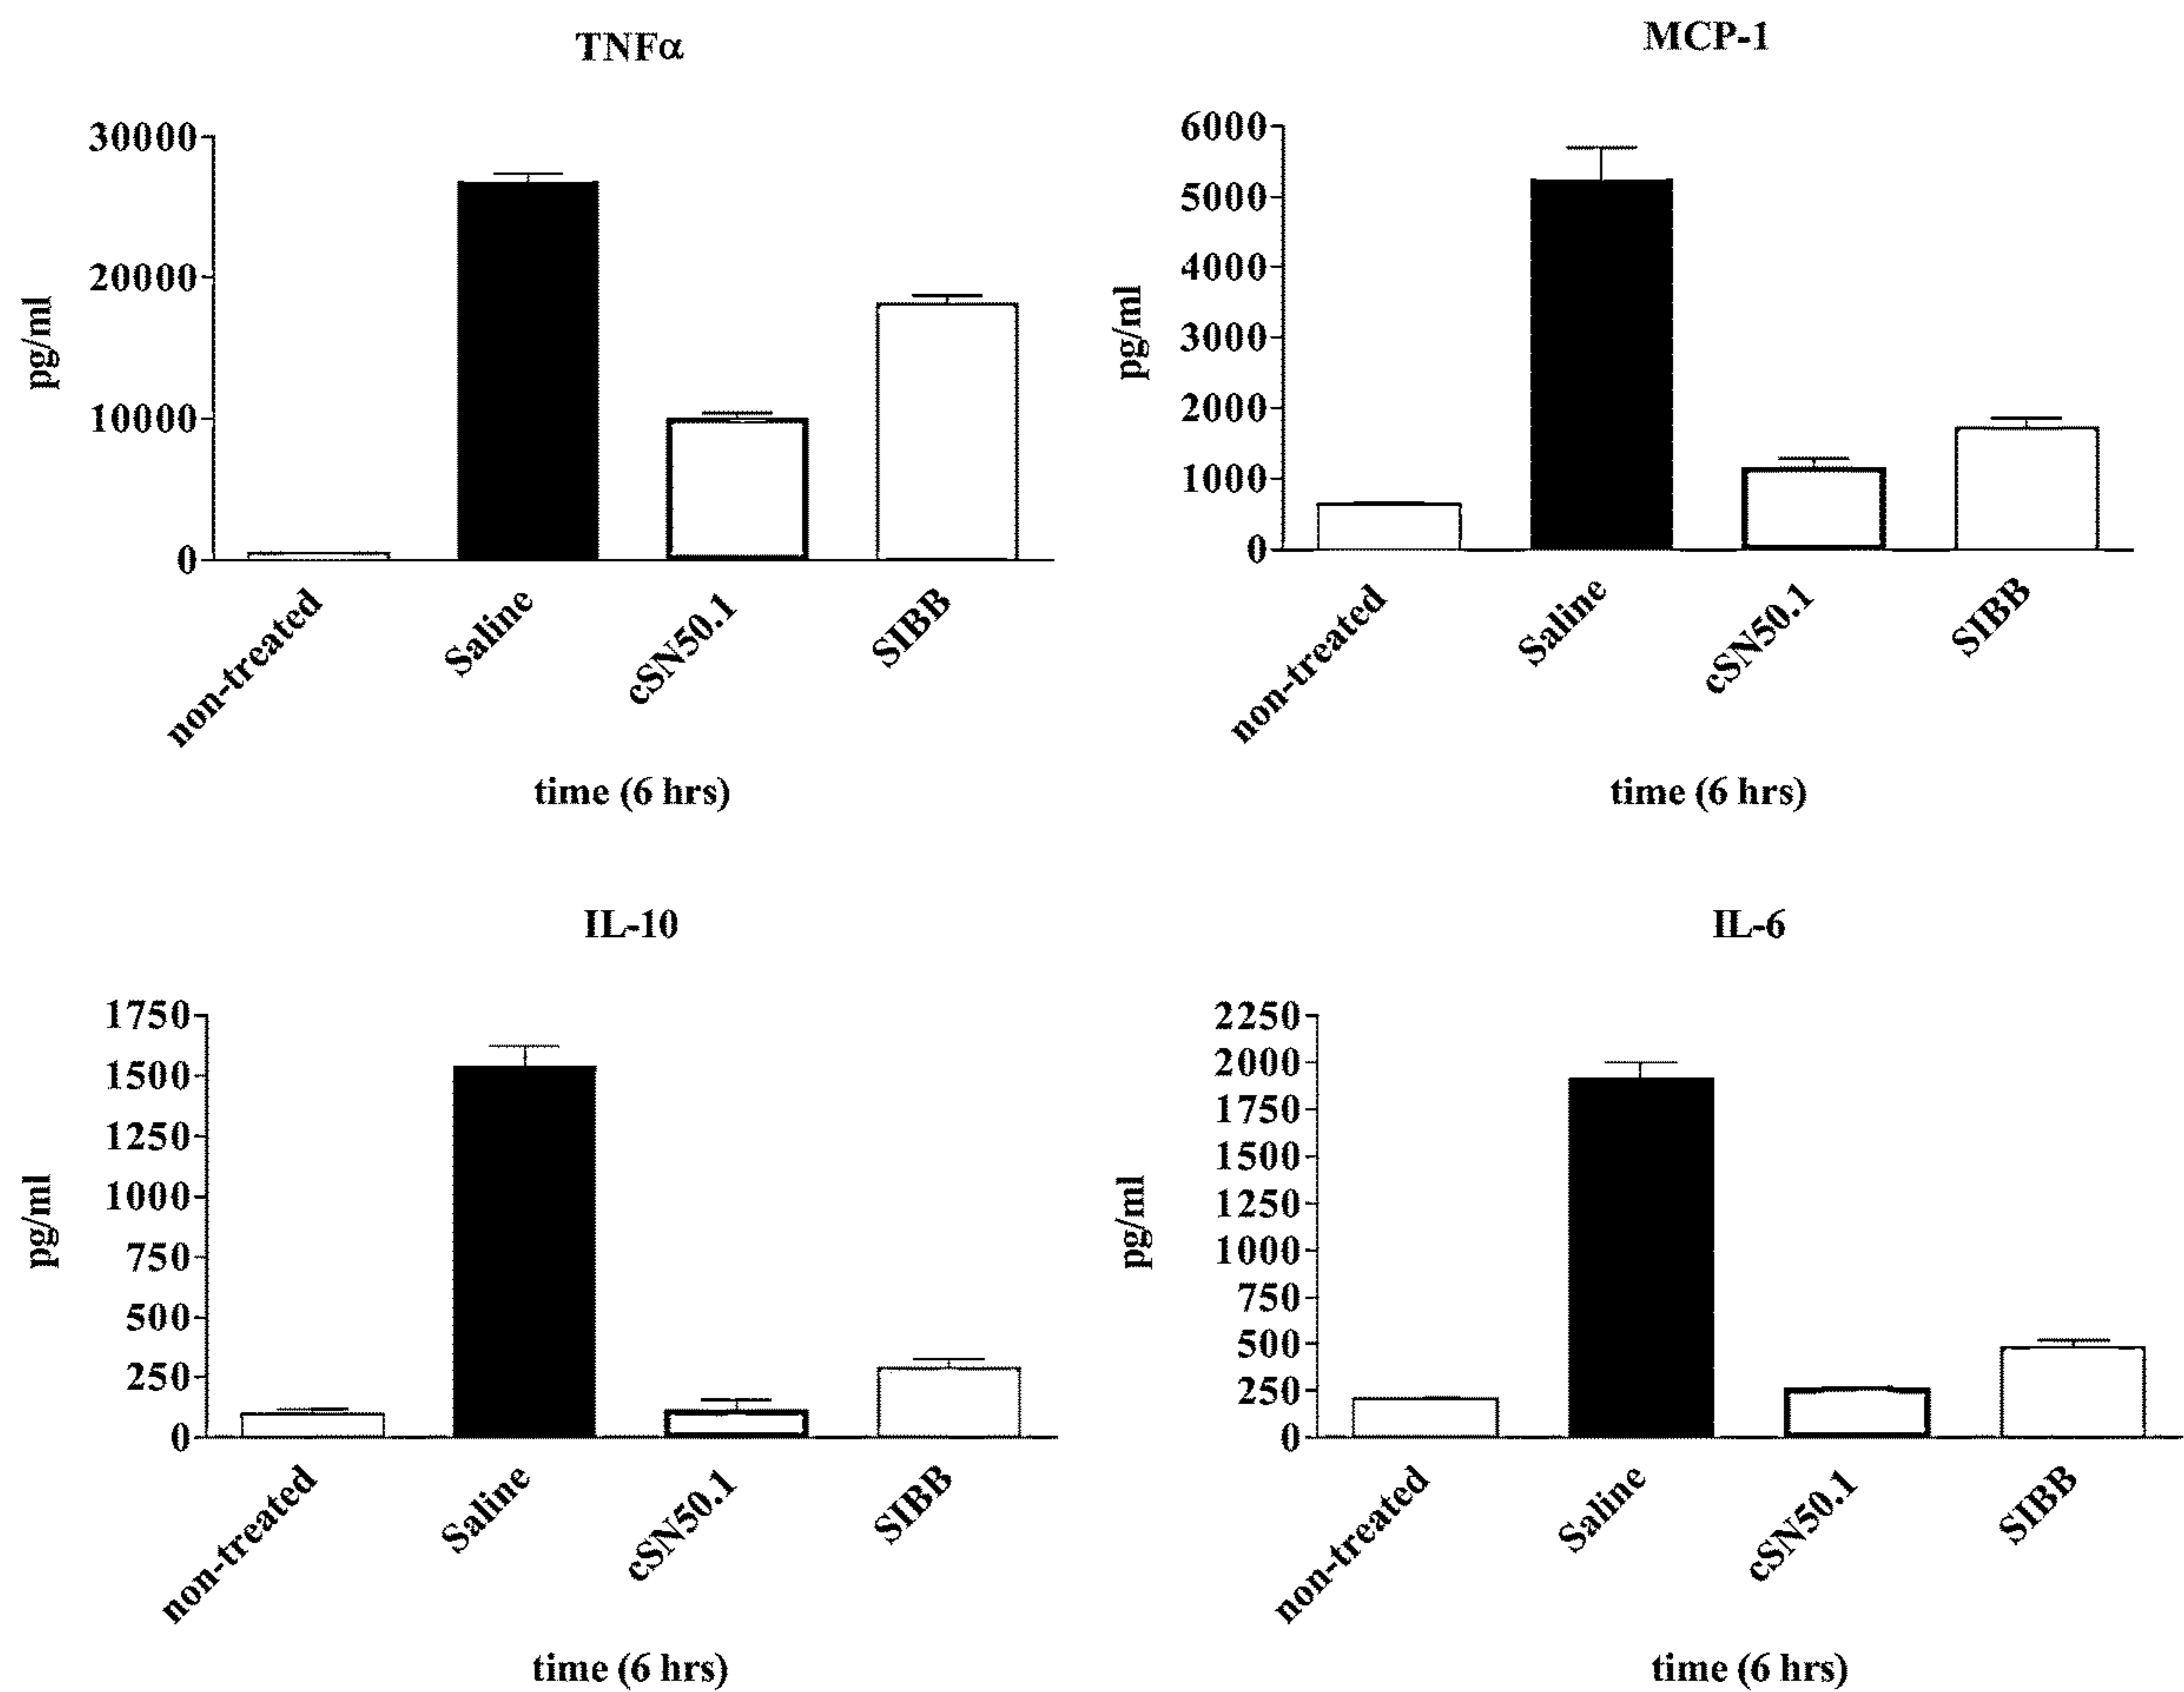 TNFα
30000
20000
10000
0
pg/ml
non-treated
Saline
cSN50.1
SIBB
time (6 hrs)
MCP-1
6000
5000
4000
3000
2000
1000
0
pg/ml
non-treated
Saline
cSN50.1
SIBB
time (6 hrs)
IL-10
1750
1500
1250
1000
750
500
250
0
pg/ml
non-treated
Saline
cSN50.1
SIBB
time (6 hrs)
IL-6
2250
2000
1750
1500
1250
1000
750
500
250
0
pg/ml
non-treated
Saline
cSN50.1
SIBB
time (6 hrs)